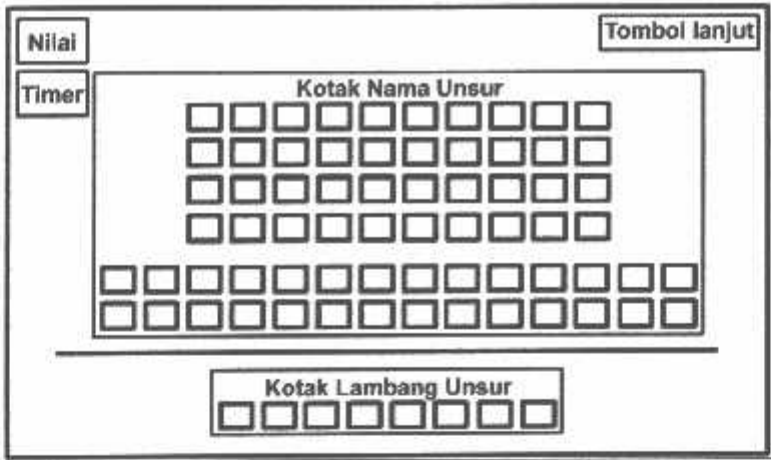 Nilai
Tombol lanjut
Timer
Kotak Nama Unsur
Kotak Lambang Unsur